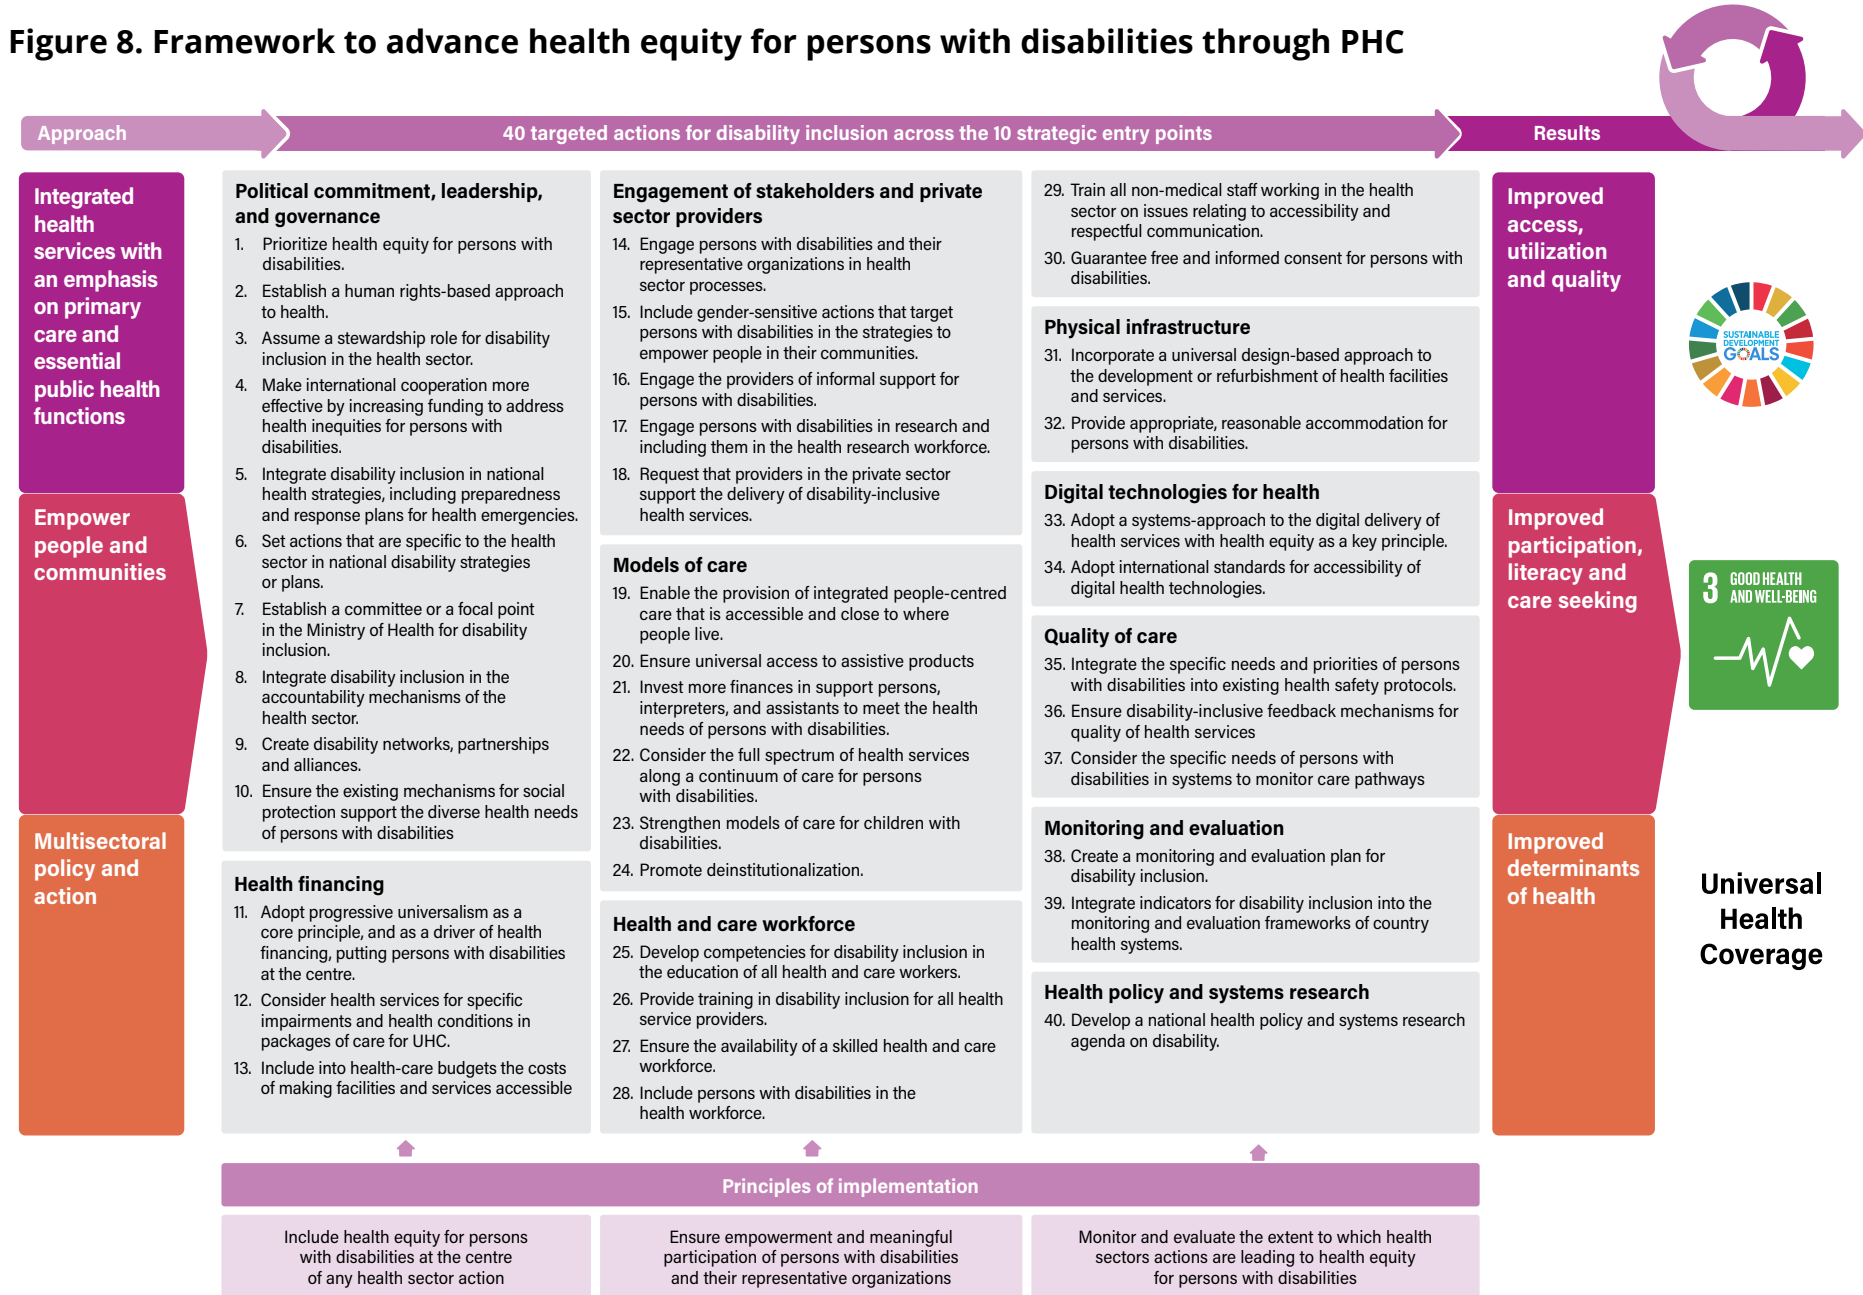 Figure 8. Framework to advance health equity for persons with disabilities through PHC
Approach
40 targeted actions for disability inclusion across the 10 strategic entry points
Results
Integrated
health
services with
an emphasis
on primary
care and
essential
public health
functions
Empower
people and
communities
Multisectoral
policy and
action
Political commitment, leadership,
and governance
1. Prioritize health equity for persons with
disabilities.
2. Establish a human rights-based approach
to health.
3. Assume a stewardship role for disability
inclusion in the health sector.
4. Make international cooperation more
effective by increasing funding to address
health inequities for persons with
disabilities.
5. Integrate disability inclusion in national
health strategies, including preparedness
and response plans for health emergencies.
6. Set actions that are specific to the health
sector in national disability strategies
or plans.
7. Establish a committee or a focal point
in the Ministry of Health for disability
inclusion.
8. Integrate disability inclusion in the
accountability mechanisms of the
health sector.
9. Create disability networks, partnerships
and alliances.
10. Ensure the existing mechanisms for social
protection support the diverse health needs
of persons with disabilities
Health financing
11. Adopt progressive universalism as a
core principle, and as a driver of health
financing, putting persons with disabilities
at the centre.
12. Consider health services for specific
impairments and health conditions in
packages of care for UHC.
13. Include into health-care budgets the costs
of making facilities and services accessible
Engagement of stakeholders and private
sector providers
14. Engage persons with disabilities and their
representative organizations in health
sector processes.
15. Include gender-sensitive actions that target
persons with disabilities in the strategies to
empower people in their communities.
16. Engage the providers of informal support for
persons with disabilities.
17. Engage persons with disabilities in research and
including them in the health research workforce.
18. Request that providers in the private sector
support the delivery of disability-inclusive
health services.
Models of care
19. Enable the provision of integrated people-centred
care that is accessible and close to where
people live.
20. Ensure universal access to assistive products
21. Invest more finances in support persons,
interpreters, and assistants to meet the health
needs of persons with disabilities.
22. Consider the full spectrum of health services
along a continuum of care for persons
with disabilities.
23. Strengthen models of care for children with
disabilities.
24. Promote deinstitutionalization.
Health and care workforce
25. Develop competencies for disability inclusion in
the education of all health and care workers.
26. Provide training in disability inclusion for all health
service providers.
27. Ensure the availability of a skilled health and care
workforce.
28. Include persons with disabilities in the
health workforce.
29. Train all non-medical staff working in the health
sector on issues relating to accessibility and
respectful communication.
30. Guarantee free and informed consent for persons with
disabilities.
Physical infrastructure
31. Incorporate a universal design-based approach to
the development or refurbishment of health facilities
and services.
32. Provide appropriate, reasonable accommodation for
persons with disabilities.
Digital technologies for health
33. Adopt a systems-approach to the digital delivery of
health services with health equity as a key principle.
34. Adopt international standards for accessibility of
digital health technologies.
Quality of care
35. Integrate the specific needs and priorities of persons
with disabilities into existing health safety protocols.
36. Ensure disability-inclusive feedback mechanisms for
quality of health services
37. Consider the specific needs of persons with
disabilities in systems to monitor care pathways
Monitoring and evaluation
38. Create a monitoring and evaluation plan for
disability inclusion.
39. Integrate indicators for disability inclusion into the
monitoring and evaluation frameworks of country
health systems.
Health policy and systems research
40. Develop a national health policy and systems research
agenda on disability.
Improved
access,
utilization
and quality
Improved
participation,
literacy and
care seeking
Improved
determinants
of health
SUSTAINABLE
DEVELOPMENT
GOALS
3 GOOD HEALTH
AND WELL-BEING
Universal
Health
Coverage
Principles of implementation
Include health equity for persons
with disabilities at the centre
of any health sector action
Ensure empowerment and meaningful
participation of persons with disabilities
and their representative organizations
Monitor and evaluate the extent to which health
sectors actions are leading to health equity
for persons with disabilities